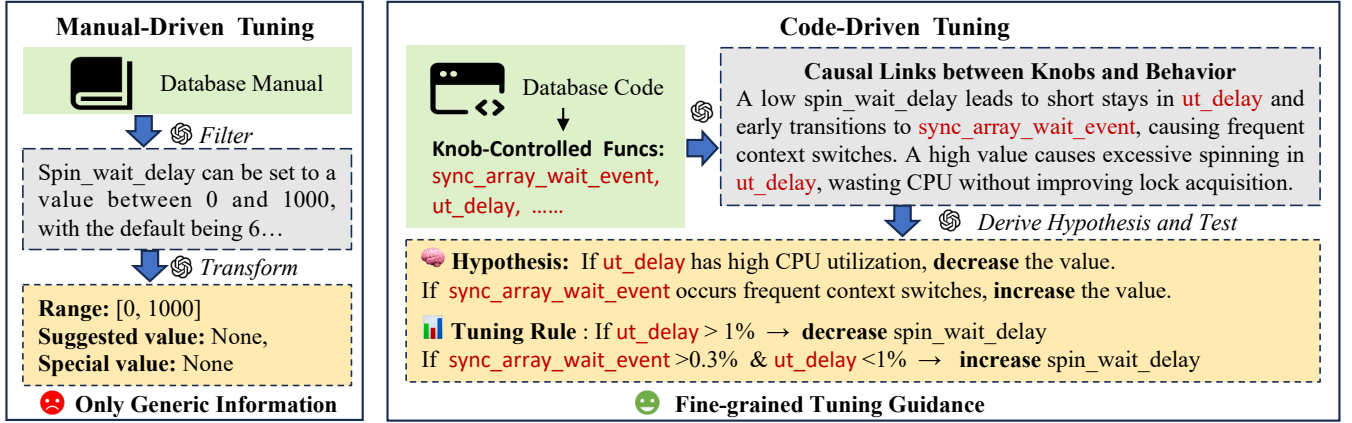 Manual-Driven Tuning
Database Manual
Filter
Spin_wait_delay can be set to a
value between 0 and 1000,
with the default being 6…
Transform
Range: [0, 1000]
Suggested value: None,
Special value: None
Only Generic Information
Code-Driven Tuning
Database Code
Knob-Controlled Funcs:
sync_array_wait_event,
ut_delay, ……
Causal Links between Knobs and Behavior
A low spin_wait_delay leads to short stays in ut_delay and
early transitions to sync_array_wait_event, causing frequent
context switches. A high value causes excessive spinning in
ut_delay, wasting CPU without improving lock acquisition.
Derive Hypothesis and Test
Hypothesis: If ut_delay has high CPU utilization, decrease the value.
If sync_array_wait_event occurs frequent context switches, increase the value.
Tuning Rule : If ut_delay > 1% → decrease spin_wait_delay
If sync_array_wait_event >0.3% & ut_delay <1% → increase spin_wait_delay
Fine-grained Tuning Guidance